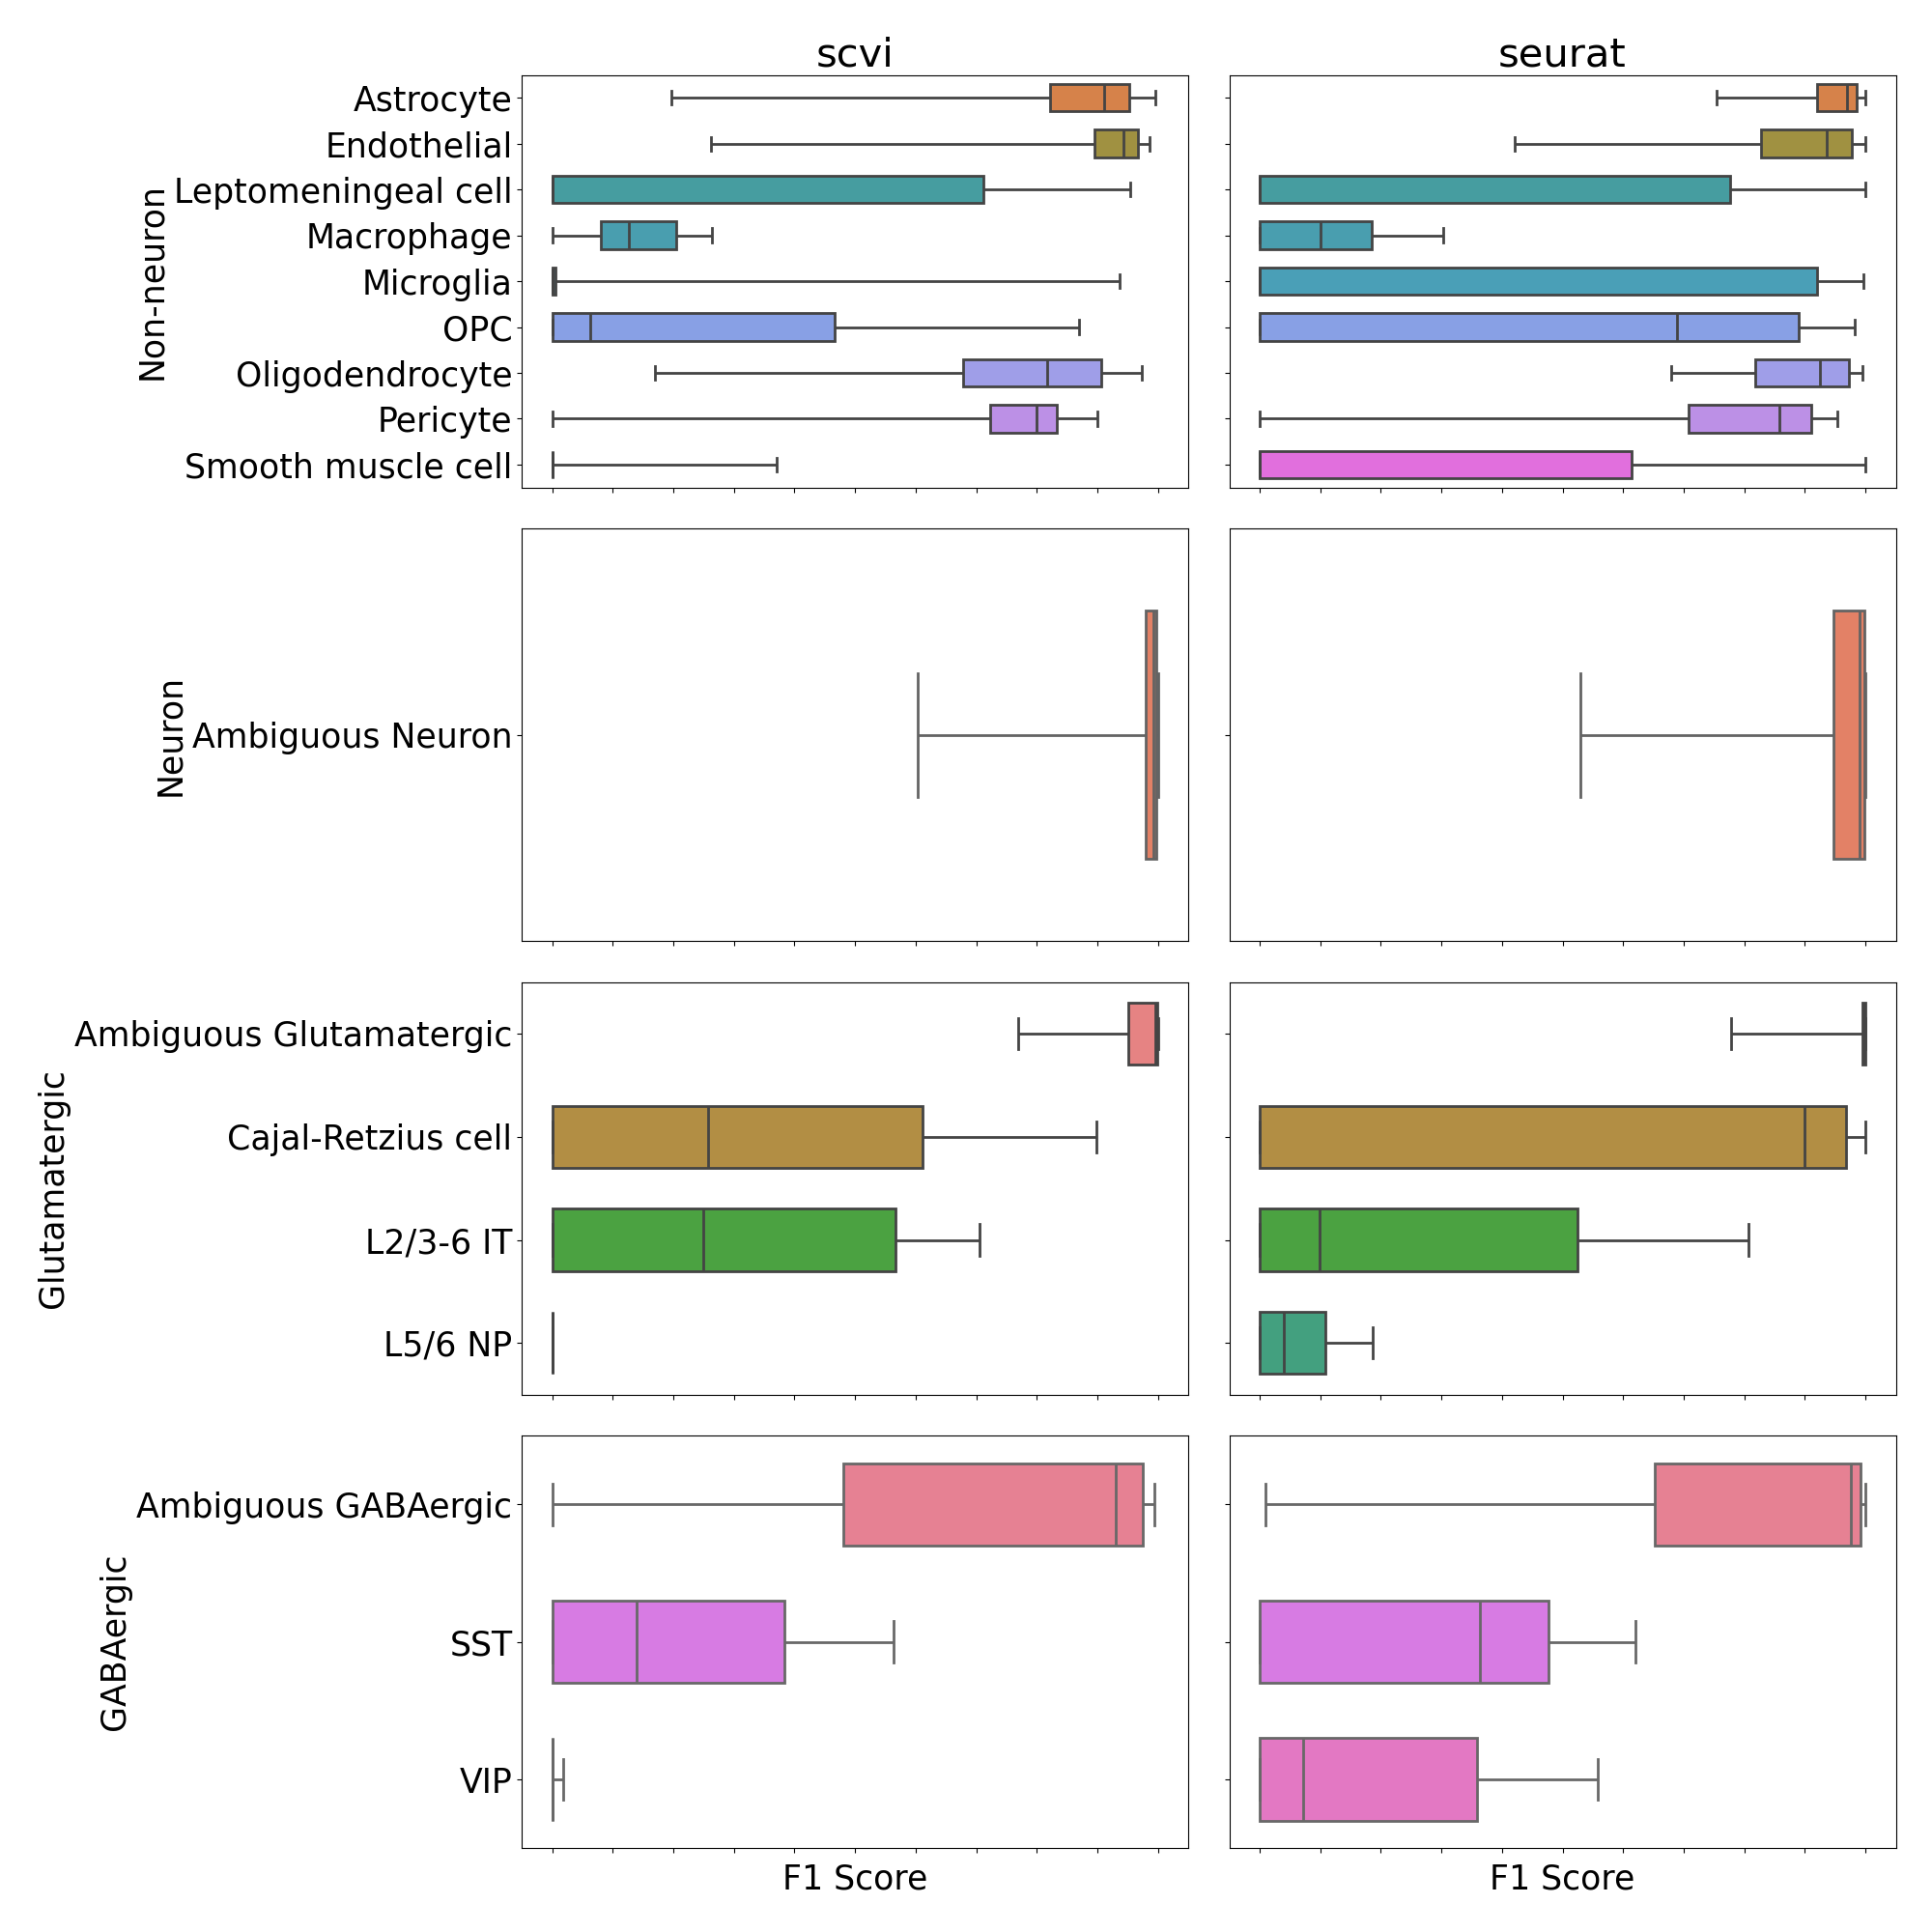 scvi
seurat
Non-neuron
Astrocyte
Endothelial
Leptomeningeal cell
Macrophage
Microglia
OPC
Oligodendrocyte
Pericyte
Smooth muscle cell
Neuron
Ambiguous Neuron
Glutamatergic
Ambiguous Glutamatergic
Cajal-Retzius cell
L2/3-6 IT
L5/6 NP
GABAergic
Ambiguous GABAergic
SST
VIP
F1 Score
F1 Score